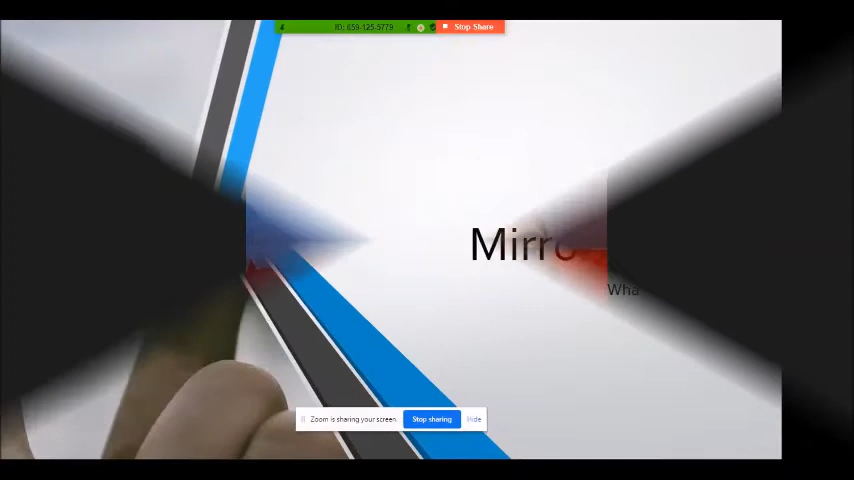 ID: 659-125-5779 Stop Share
Mirro
Wha
Zoom is sharing your screen Stop sharing Hide